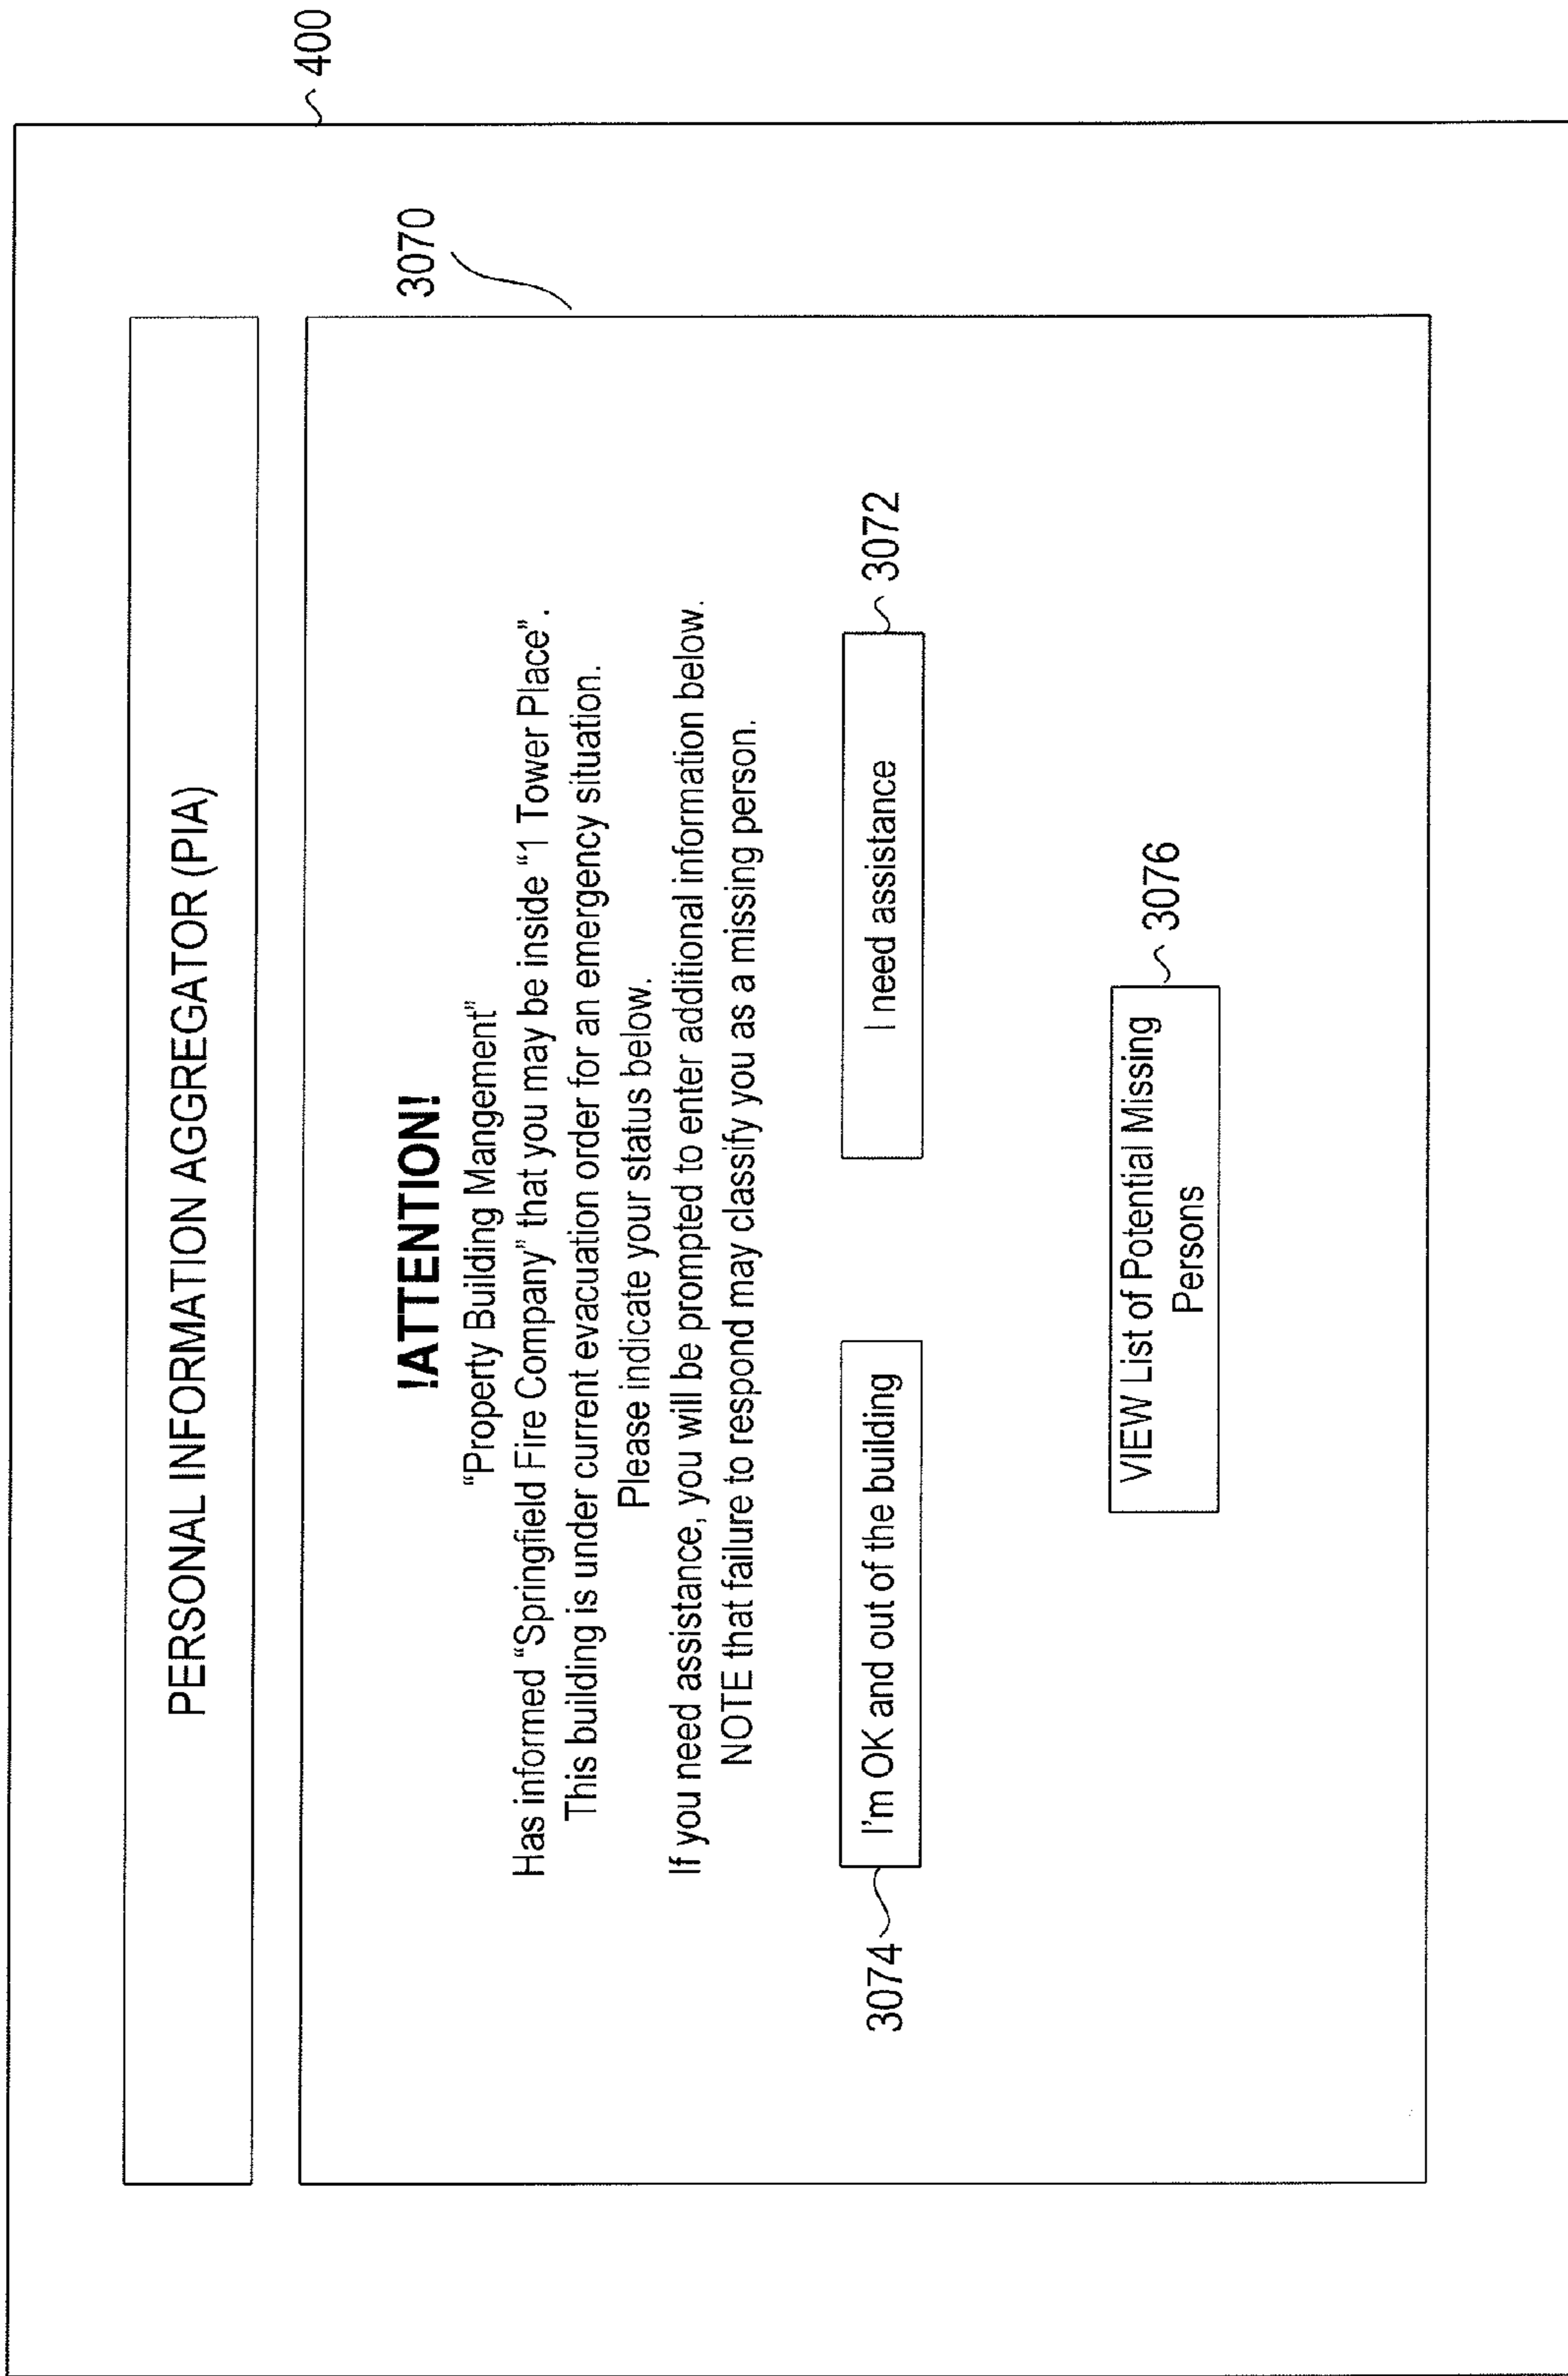 400
PERSONAL INFORMATION AGGREGATOR (PIA)
3070
!ATTENTION!
“Property Building Mangement”
Has informed “Springfield Fire Company” that you may be inside “1 Tower Place”.
This building is under current evacuation order for an emergency situation.
Please indicate your status below.
If you need assistance, you will be prompted to enter additional information below.
NOTE that failure to respond may classify you as a missing person.
3074
I'm OK and out of the building
I need assistance
3072
VIEW List of Potential Missing
Persons
3076